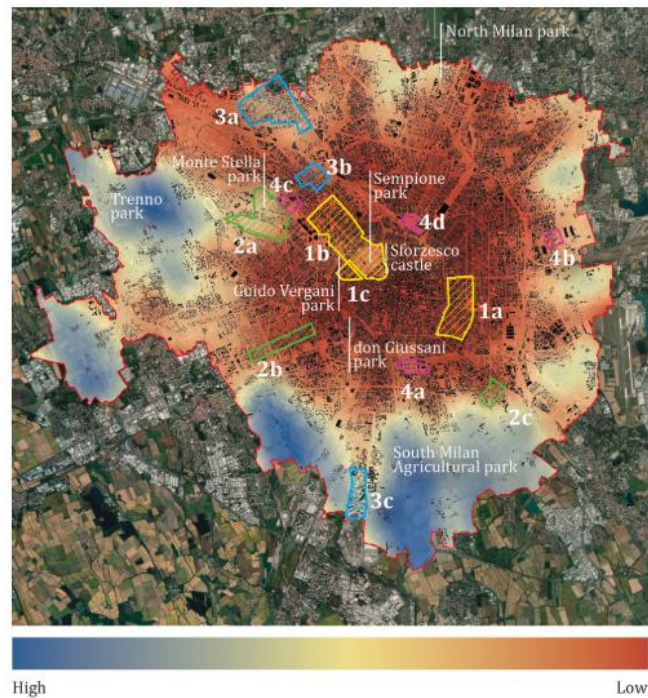 North Milan park
3a
Monte Stella
park
3b
Sempione
park
4c
Trenno
park
4d
2a
1b
Sforzesco
castle
4b
1c
Guido Vergani
park
1a
don Giussani
park
2b
4a
2c
South Milan
Agricultural park
3c
High
Low